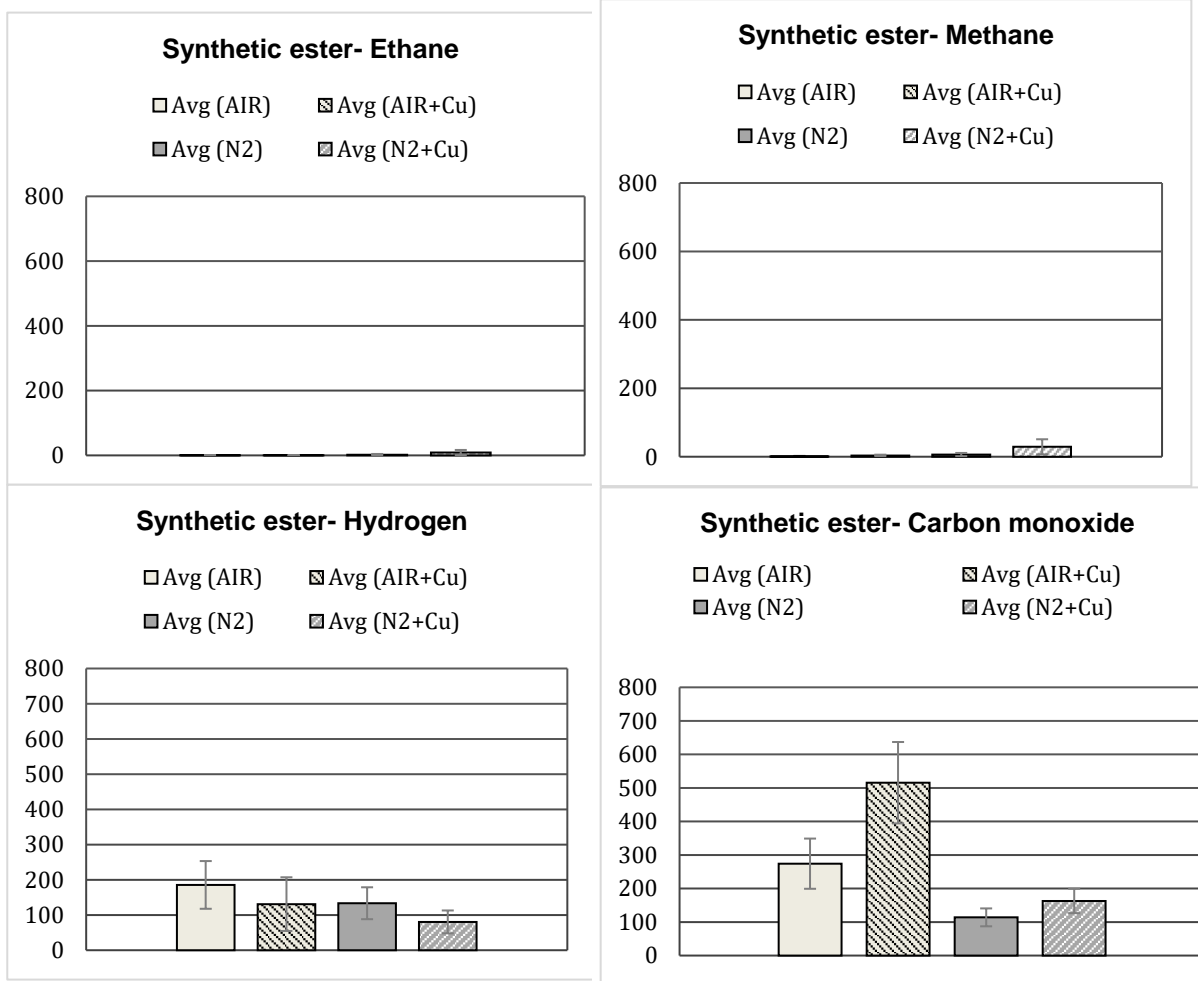 Synthetic ester- Ethane
Avg (AIR) Avg (AIR+Cu)
Avg (N2) Avg (N2+Cu)
800
600
400
200
0
Synthetic ester- Methane
Avg (AIR) Avg (AIR+Cu)
Avg (N2) Avg (N2+Cu)
800
600
400
200
0
Synthetic ester- Hydrogen
Avg (AIR) Avg (AIR+Cu)
Avg (N2) Avg (N2+Cu)
800
700
600
500
400
300
200
100
0
Synthetic ester- Carbon monoxide
Avg (AIR) Avg (AIR+Cu)
Avg (N2) Avg (N2+Cu)
800
700
600
500
400
300
200
100
0